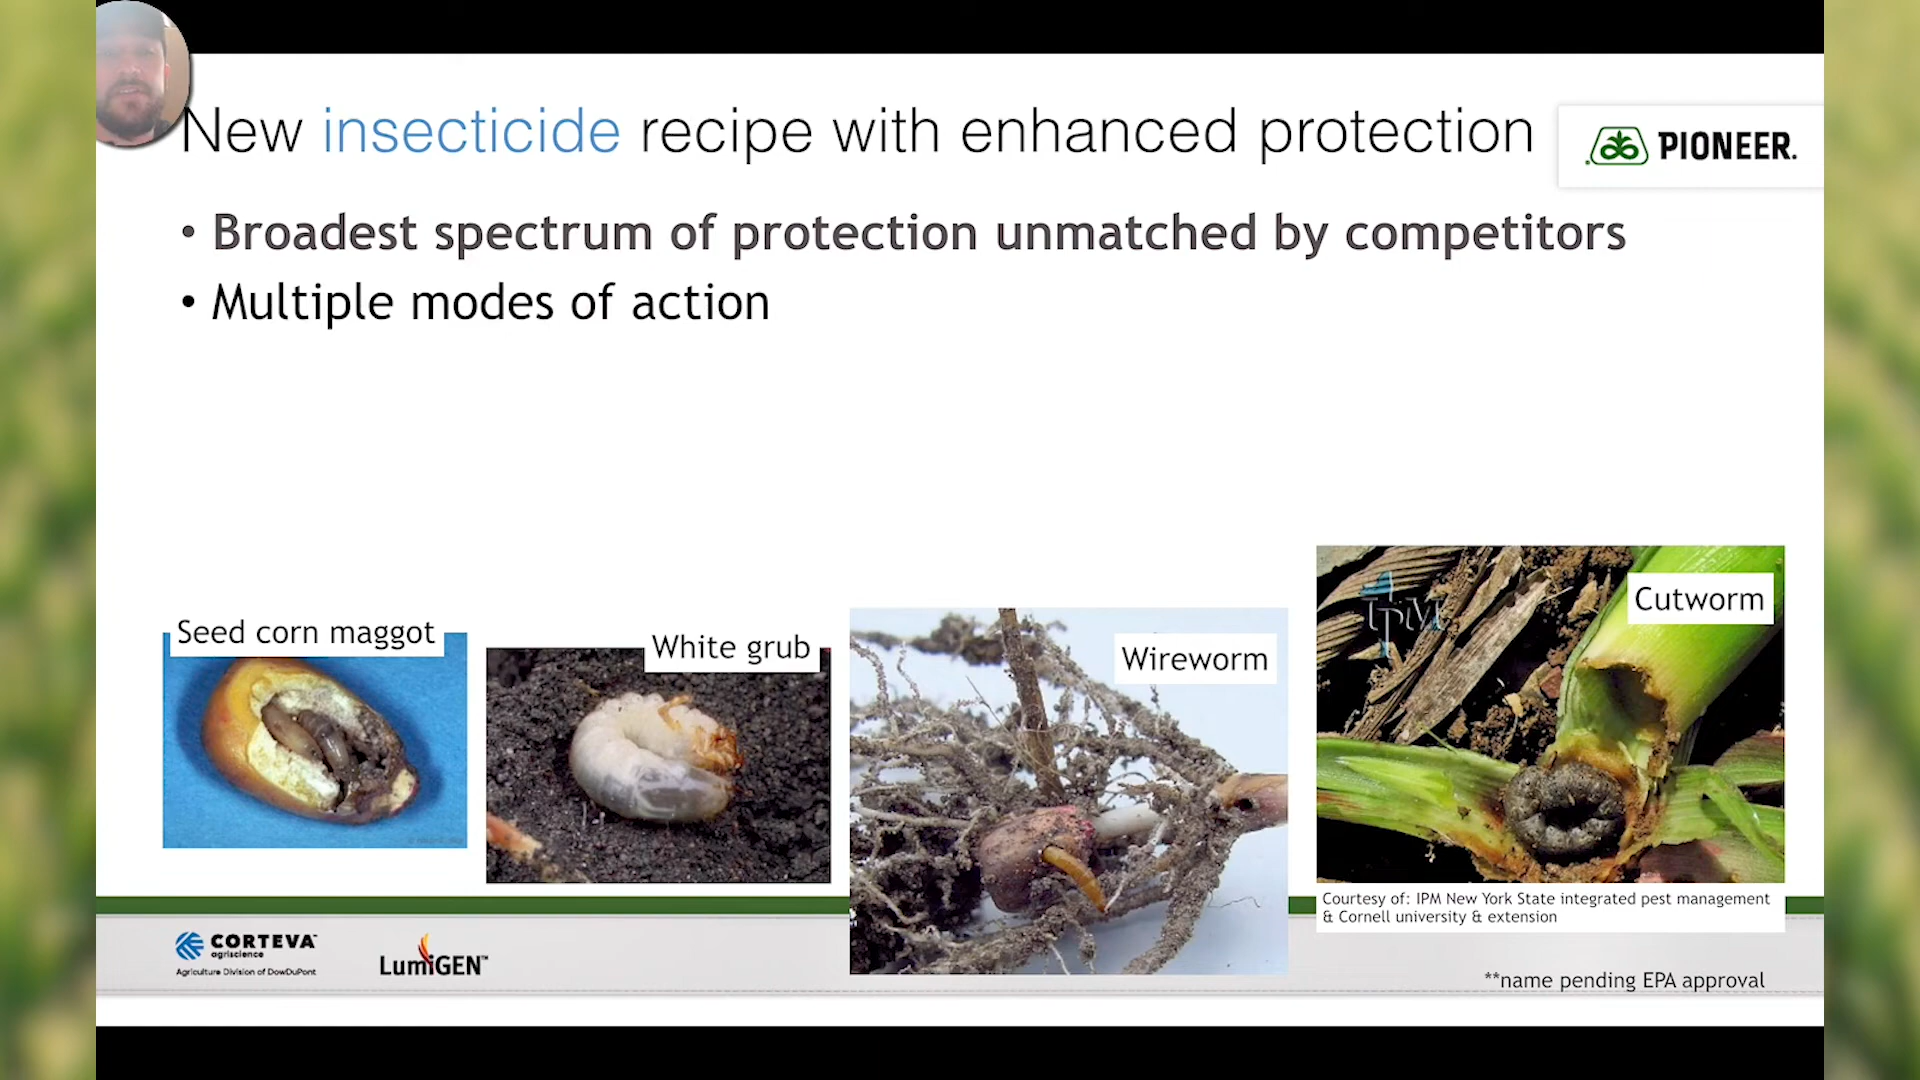 New insecticide recipe with enhanced protection
PIONEER.
• Broadest spectrum of protection unmatched by competitors
• Multiple modes of action
Seed corn maggot
White grub
Wireworm
Cutworm
IPM
Courtesy of: IPM New York State integrated pest management
& Cornell university & extension
CORTEVA™
agriscience
Agriculture Division of DowDuPont
LumiGEN™
**name pending EPA approval